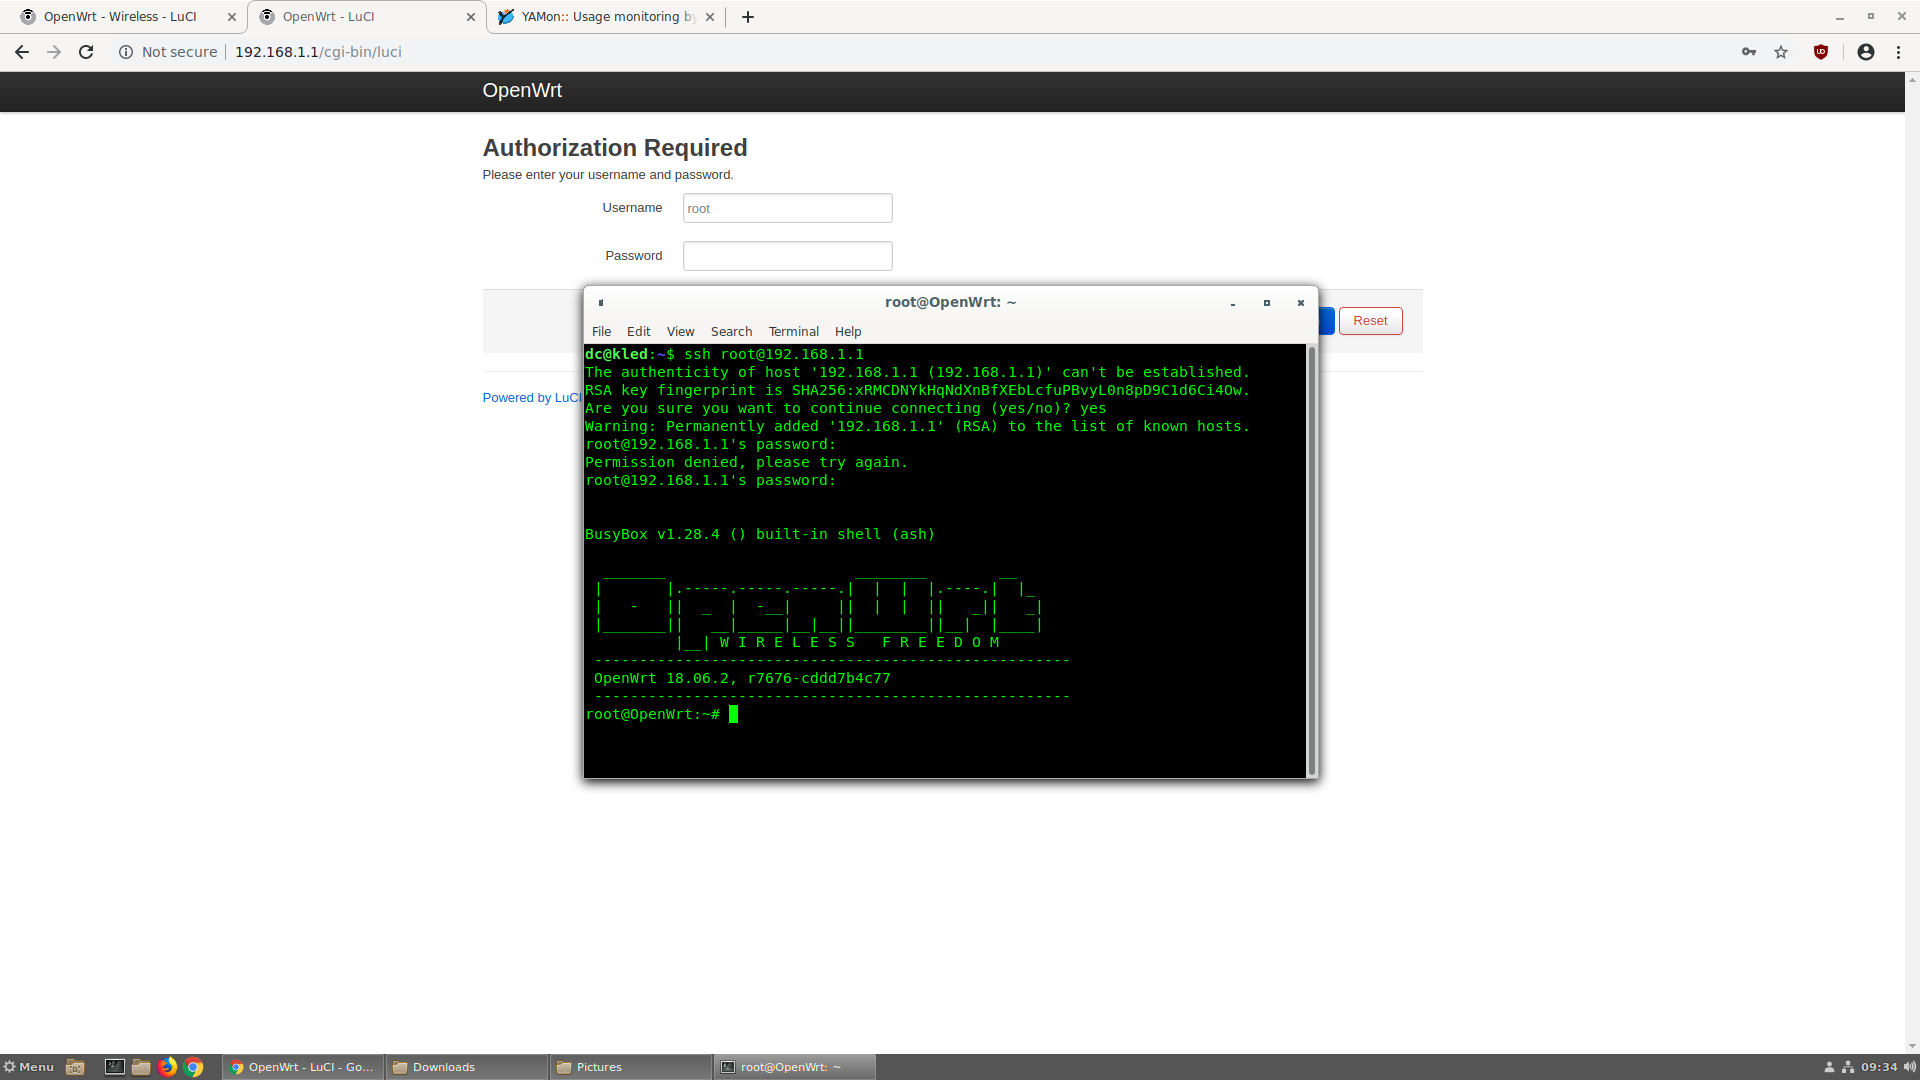 OpenWrt - Wireless - LuCI
OpenWrt - LuCI
YAMon:: Usage monitoring by
Not secure
192.168.1.1/cgi-bin/luci
OpenWrt
Authorization Required
Please enter your username and password.
Username
root
Password
Reset
Powered by LuCI
root@OpenWrt: ~
File Edit View Search Terminal Help
dc@kled:~$ ssh root@192.168.1.1
The authenticity of host '192.168.1.1 (192.168.1.1)' can't be established.
RSA key fingerprint is SHA256:xRMCDNYkHqNdXnBfXEbLcfuPBvyL0n8pD9C1d6Ci4Ow.
Are you sure you want to continue connecting (yes/no)? yes
Warning: Permanently added '192.168.1.1' (RSA) to the list of known hosts.
root@192.168.1.1's password:
Permission denied, please try again.
root@192.168.1.1's password:
BusyBox v1.28.4 () built-in shell (ash)
OpenWrt
W I R E L E S S   F R E E D O M
-----------------------------------------------------
OpenWrt 18.06.2, r7676-cddd7b4c77
-----------------------------------------------------
root@OpenWrt:~#
Menu
OpenWrt - LuCI - Go...
Downloads
Pictures
root@OpenWrt: ~
09:34